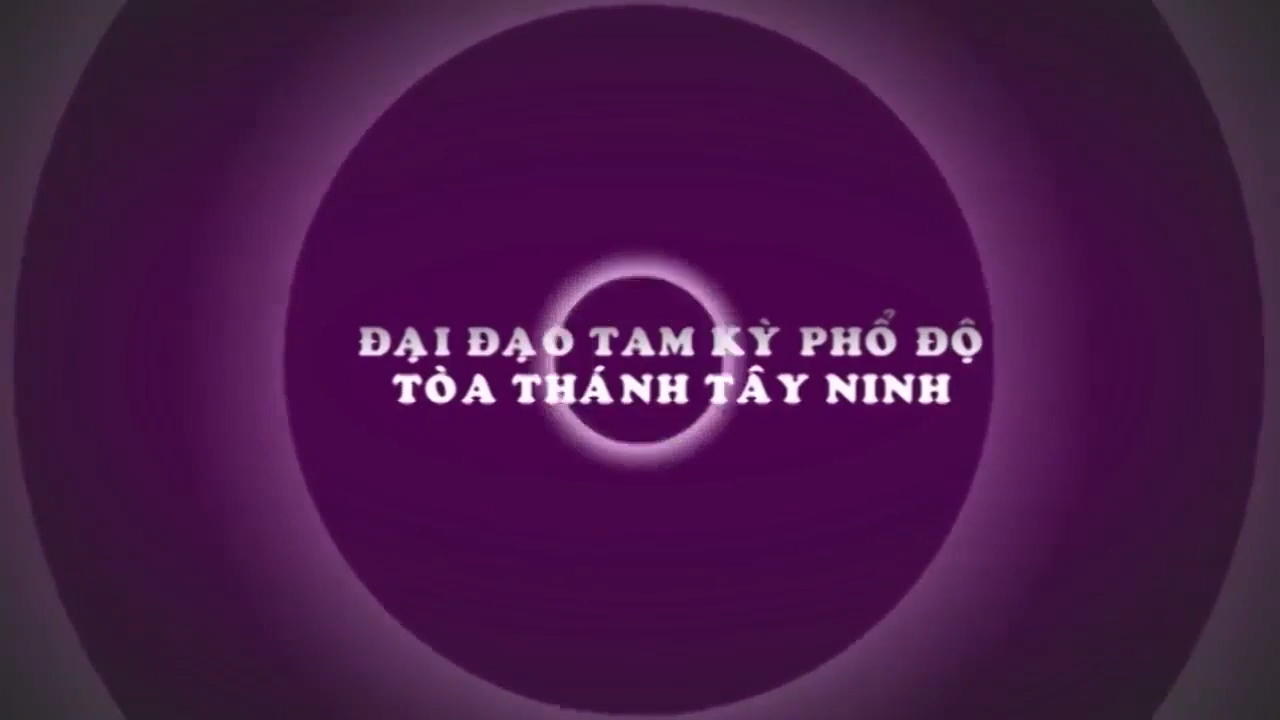 ĐẠI ĐẠO TAM KỲ PHỔ ĐỘ
TÒA THÁNH TÂY NINH